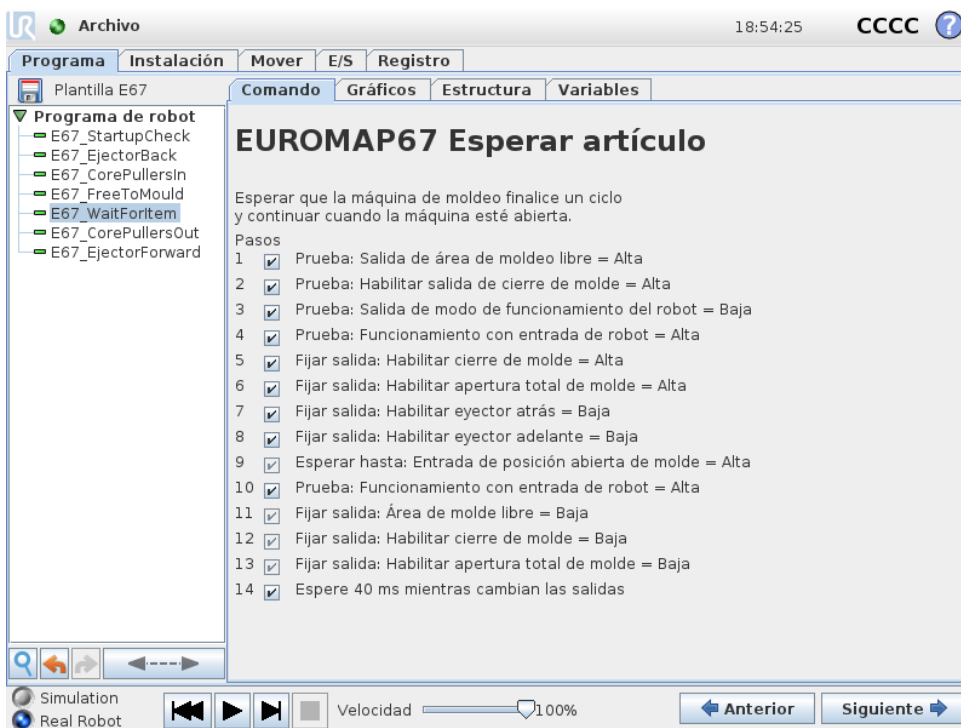 UR Archivo 18:54:25 CCCC ?
Programa Instalación Mover E/S Registro
Plantilla E67
Comando Gráficos Estructura Variables
Programa de robot
E67_StartupCheck
E67_EjectorBack
E67_CorePullersIn
E67_FreeToMould
E67_WaitForItem
E67_CorePullersOut
E67_EjectorForward
EUROMAP67 Esperar artículo
Esperar que la máquina de moldeo finalice un ciclo
y continuar cuando la máquina esté abierta.
Pasos
1 Prueba: Salida de área de moldeo libre = Alta
2 Prueba: Habilitar salida de cierre de molde = Alta
3 Prueba: Salida de modo de funcionamiento del robot = Baja
4 Prueba: Funcionamiento con entrada de robot = Alta
5 Fijar salida: Habilitar cierre de molde = Alta
6 Fijar salida: Habilitar apertura total de molde = Alta
7 Fijar salida: Habilitar eyector atrás = Baja
8 Fijar salida: Habilitar eyector adelante = Baja
9 Esperar hasta: Entrada de posición abierta de molde = Alta
10 Prueba: Funcionamiento con entrada de robot = Alta
11 Fijar salida: Área de molde libre = Baja
12 Fijar salida: Habilitar cierre de molde = Baja
13 Fijar salida: Habilitar apertura total de molde = Baja
14 Espere 40 ms mientras cambian las salidas
Simulation
Real Robot
Velocidad 100%
Anterior Siguiente